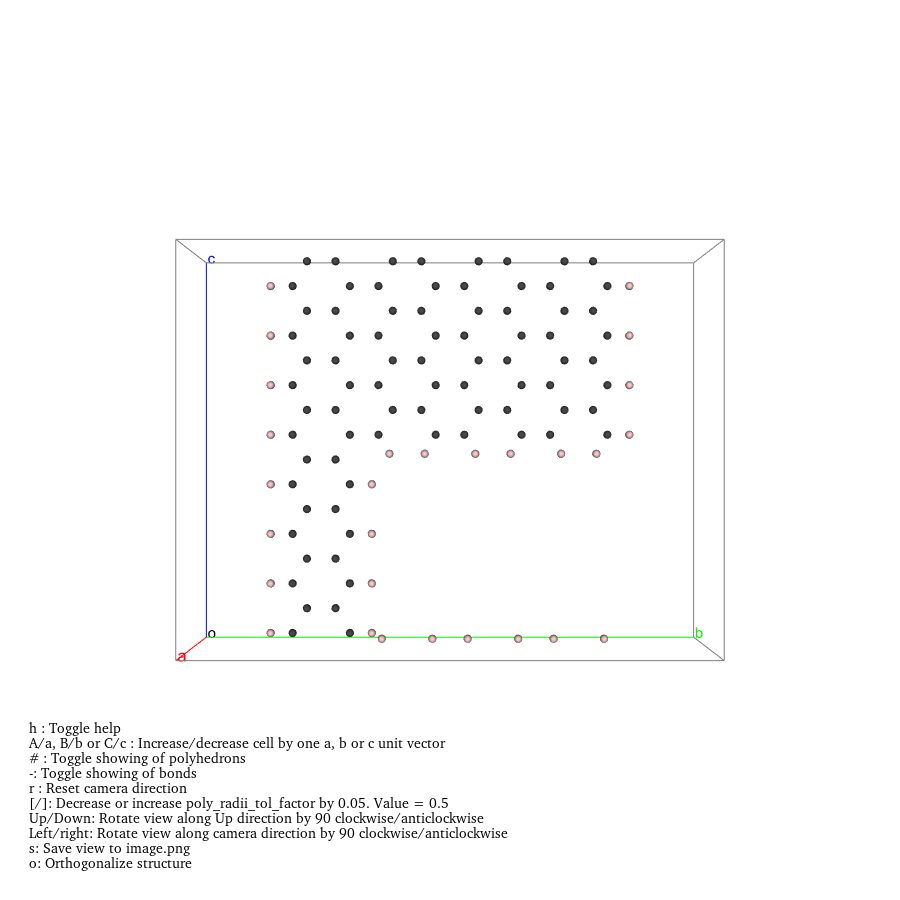 c
o
b
a
h : Toggle help
A/a, B/b or C/c : Increase/decrease cell by one a, b or c unit vector
# : Toggle showing of polyhedrons
-: Toggle showing of bonds
r : Reset camera direction
[/]: Decrease or increase poly_radii_tol_factor by 0.05. Value = 0.5
Up/Down: Rotate view along Up direction by 90 clockwise/anticlockwise
Left/right: Rotate view along camera direction by 90 clockwise/anticlockwise
s: Save view to image.png
o: Orthogonalize structure